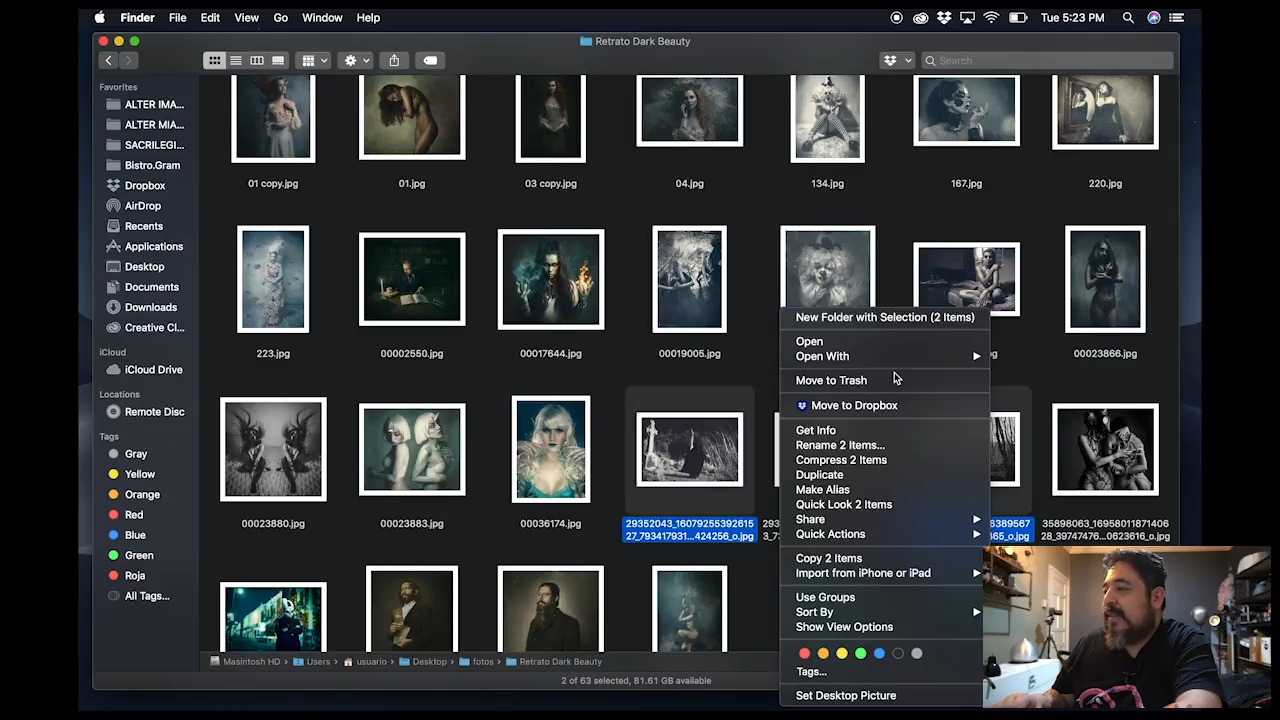 Finder File Edit View Go Window Help
Tue 5:23 PM
Retrato Dark Beauty
Search
Favorites
ALTER IMA...
ALTER MIA...
SACRILEGI...
Bistro.Gram
Dropbox
AirDrop
Recents
Applications
Desktop
Documents
Downloads
Creative Cl...
iCloud
iCloud Drive
Locations
Remote Disc
Tags
Gray
Yellow
Orange
Red
Blue
Green
Roja
All Tags...
01 copy.jpg
01.jpg
03 copy.jpg
04.jpg
134.jpg
167.jpg
220.jpg
223.jpg
00002550.jpg
00017644.jpg
00019005.jpg
00023866.jpg
00023880.jpg
00023883.jpg
00036174.jpg
29352043_16079255392615
27_793417931...424256_o.jpg
35898063_16958011871406
28_39747476...0623616_o.jpg
New Folder with Selection (2 Items)
Open
Open With
Move to Trash
Move to Dropbox
Get Info
Rename 2 Items...
Compress 2 Items
Duplicate
Make Alias
Quick Look 2 Items
Share
Quick Actions
Copy 2 Items
Import from iPhone or iPad
Use Groups
Sort By
Show View Options
Tags...
Set Desktop Picture
Macintosh HD › Users › usuario › Desktop › fotos › Retrato Dark Beauty
2 of 63 selected, 81.61 GB available